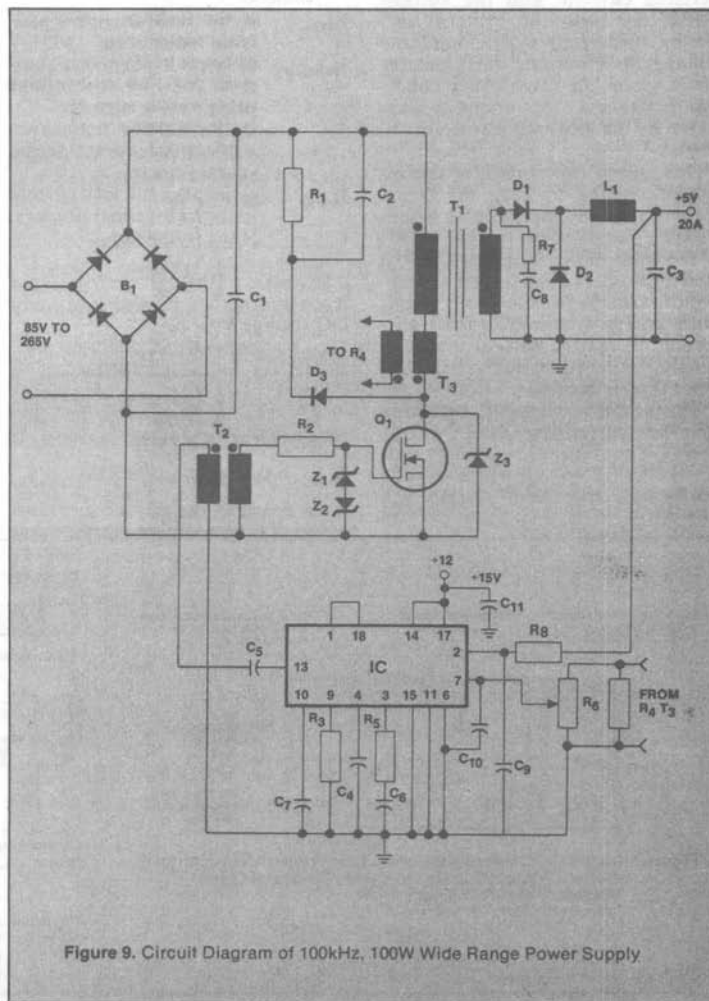 R1
C2
T1
D1
L1
+5V
20A
R7
C8
D2
C3
B1
C1
85V TO
265V
TO R4
T3
D3
T2
R2
Q1
Z1
Z2
Z3
+12
+15V
C11
1 18 14 17
C5
13
IC
2
R8
7
10 9 4 3 15 11 6
R3
R5
R6
FROM
R4 T3
C7
C4
C6
C10
C9
Figure 9. Circuit Diagram of 100kHz, 100W Wide Range Power Supply